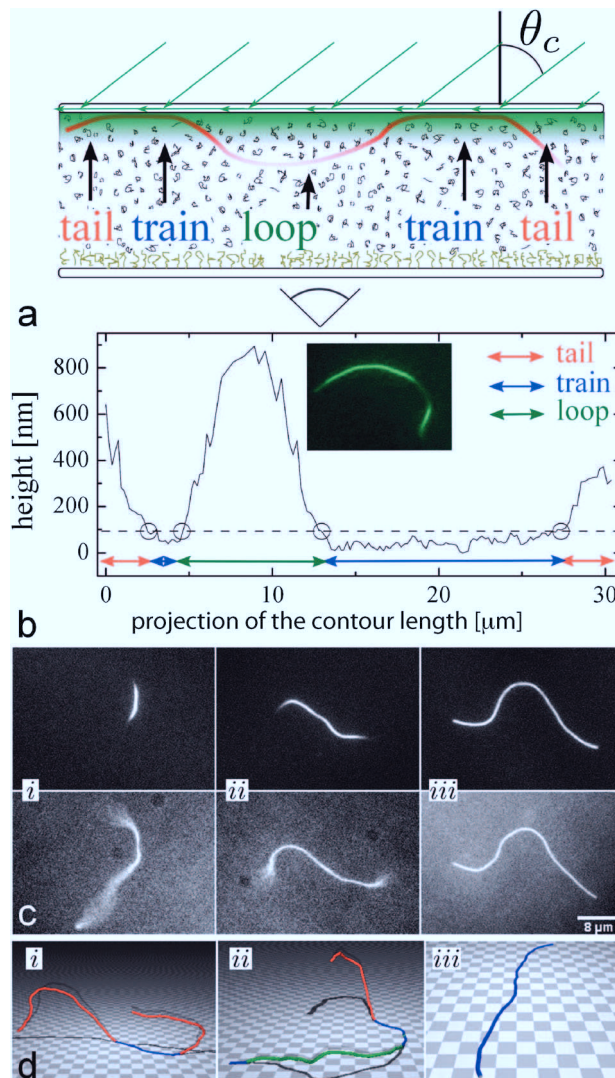 θc
tail train loop train tail
a
height [nm]
800
600
400
200
0
tail
train
loop
0 10 20 30
projection of the contour length [μm]
b
i ii iii
c
8 μm
i ii iii
d